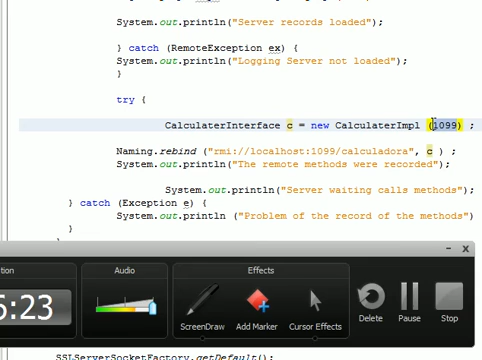 System.out.println("Server records loaded");
} catch (RemoteException ex) {
System.out.println("Logging Server not loaded");
}
try {
CalculaterInterface c = new CalculaterImpl (1099) ;
Naming.rebind ("rmi://localhost:1099/calculadora", c ) ;
System.out.println("The remote methods were recorded");
System.out.println("Server waiting calls methods");
} catch (Exception e) {
System.out.println ("Problem of the record of the methods")
tion
Audio
Effects
5:23
ScreenDraw
Add Marker
Cursor Effects
Delete
Pause
Stop
SSLServerSocketFactory.getDefault();